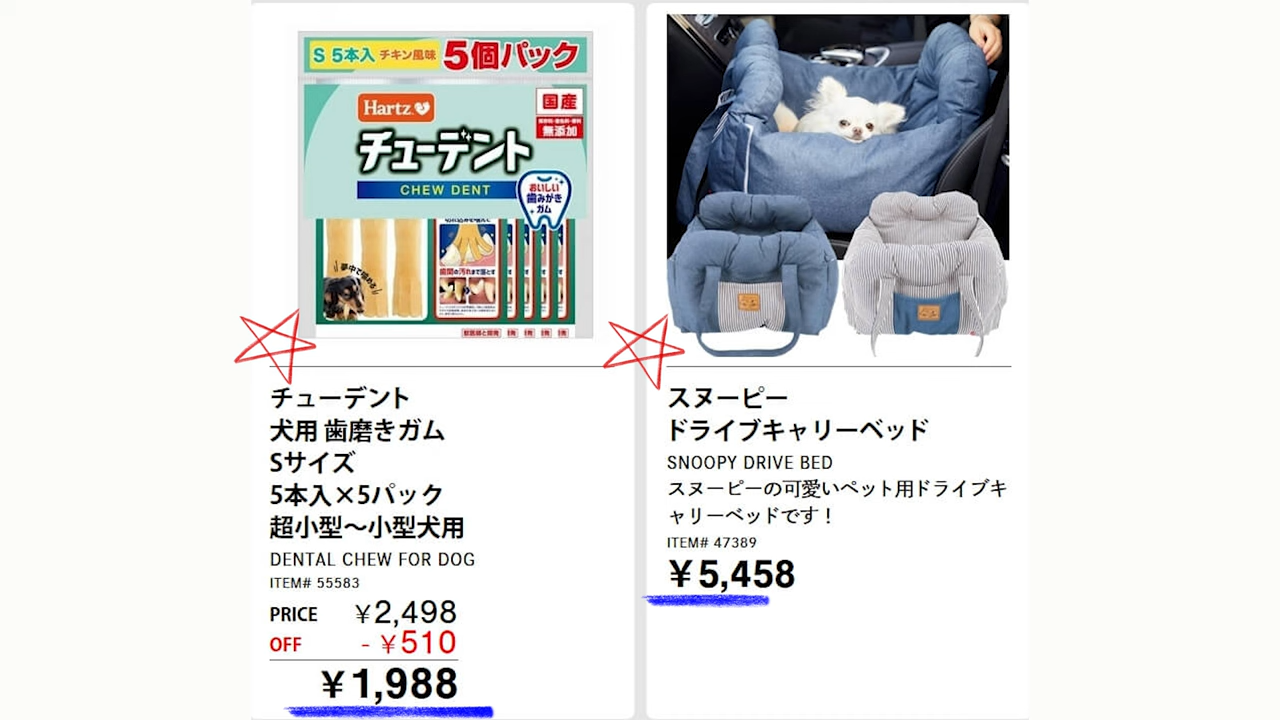 S 5本入 チキン風味 5個パック
Hartz
国産
無添加
チューデント
CHEW DENT
おいしい
歯みがき
ガム
夢中で噛める
歯間の汚れまで落とす
チューデント
犬用 歯磨きガム
Sサイズ
5本入×5パック
超小型〜小型犬用
DENTAL CHEW FOR DOG
ITEM# 55583
PRICE ¥2,498
OFF - ¥510
¥1,988
スヌーピー
ドライブキャリーベッド
SNOOPY DRIVE BED
スヌーピーの可愛いペット用ドライブキ
ャリーベッドです！
ITEM# 47389
¥5,458